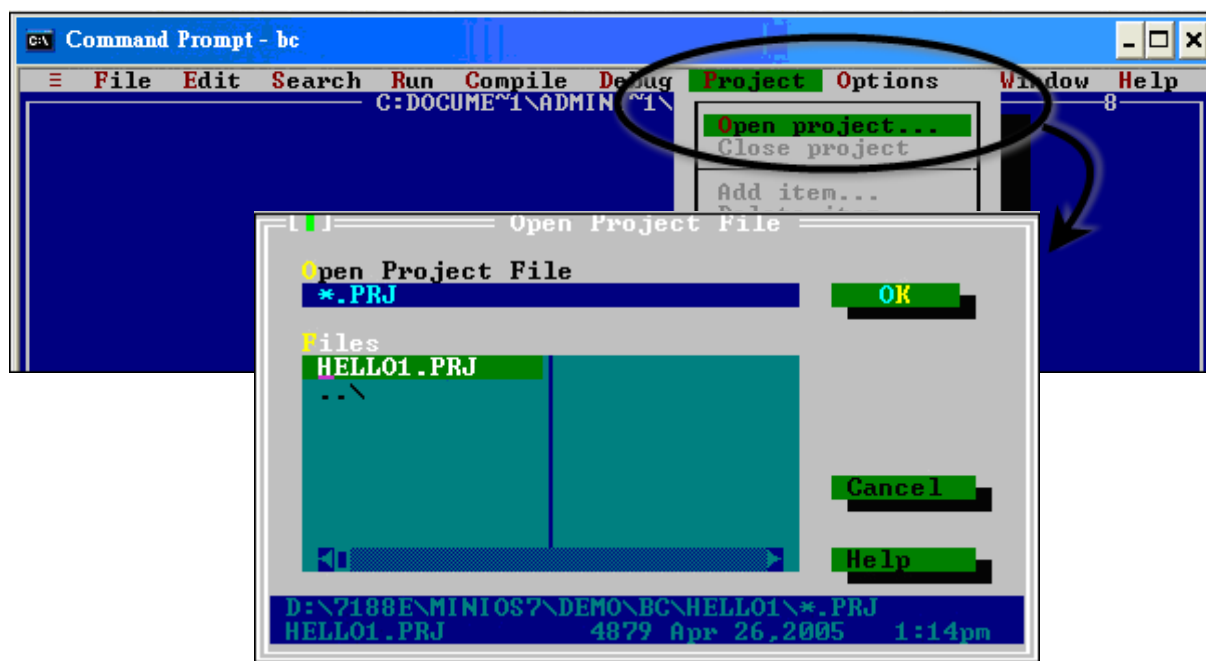 Command Prompt - bc
≡ File Edit Search Run Compile Debug Project Options Window Help
C:DOCUME~1\ADMIN ~1\ 8
Open project...
Close project
Add item...
[ ] Open Project File
Open Project File
*.PRJ
OK
Files
HELLO1.PRJ
..\
Cancel
Help
D:\7188E\MINIOS7\DEMO\BC\HELLO1\*.PRJ
HELLO1.PRJ 4879 Apr 26,2005 1:14pm